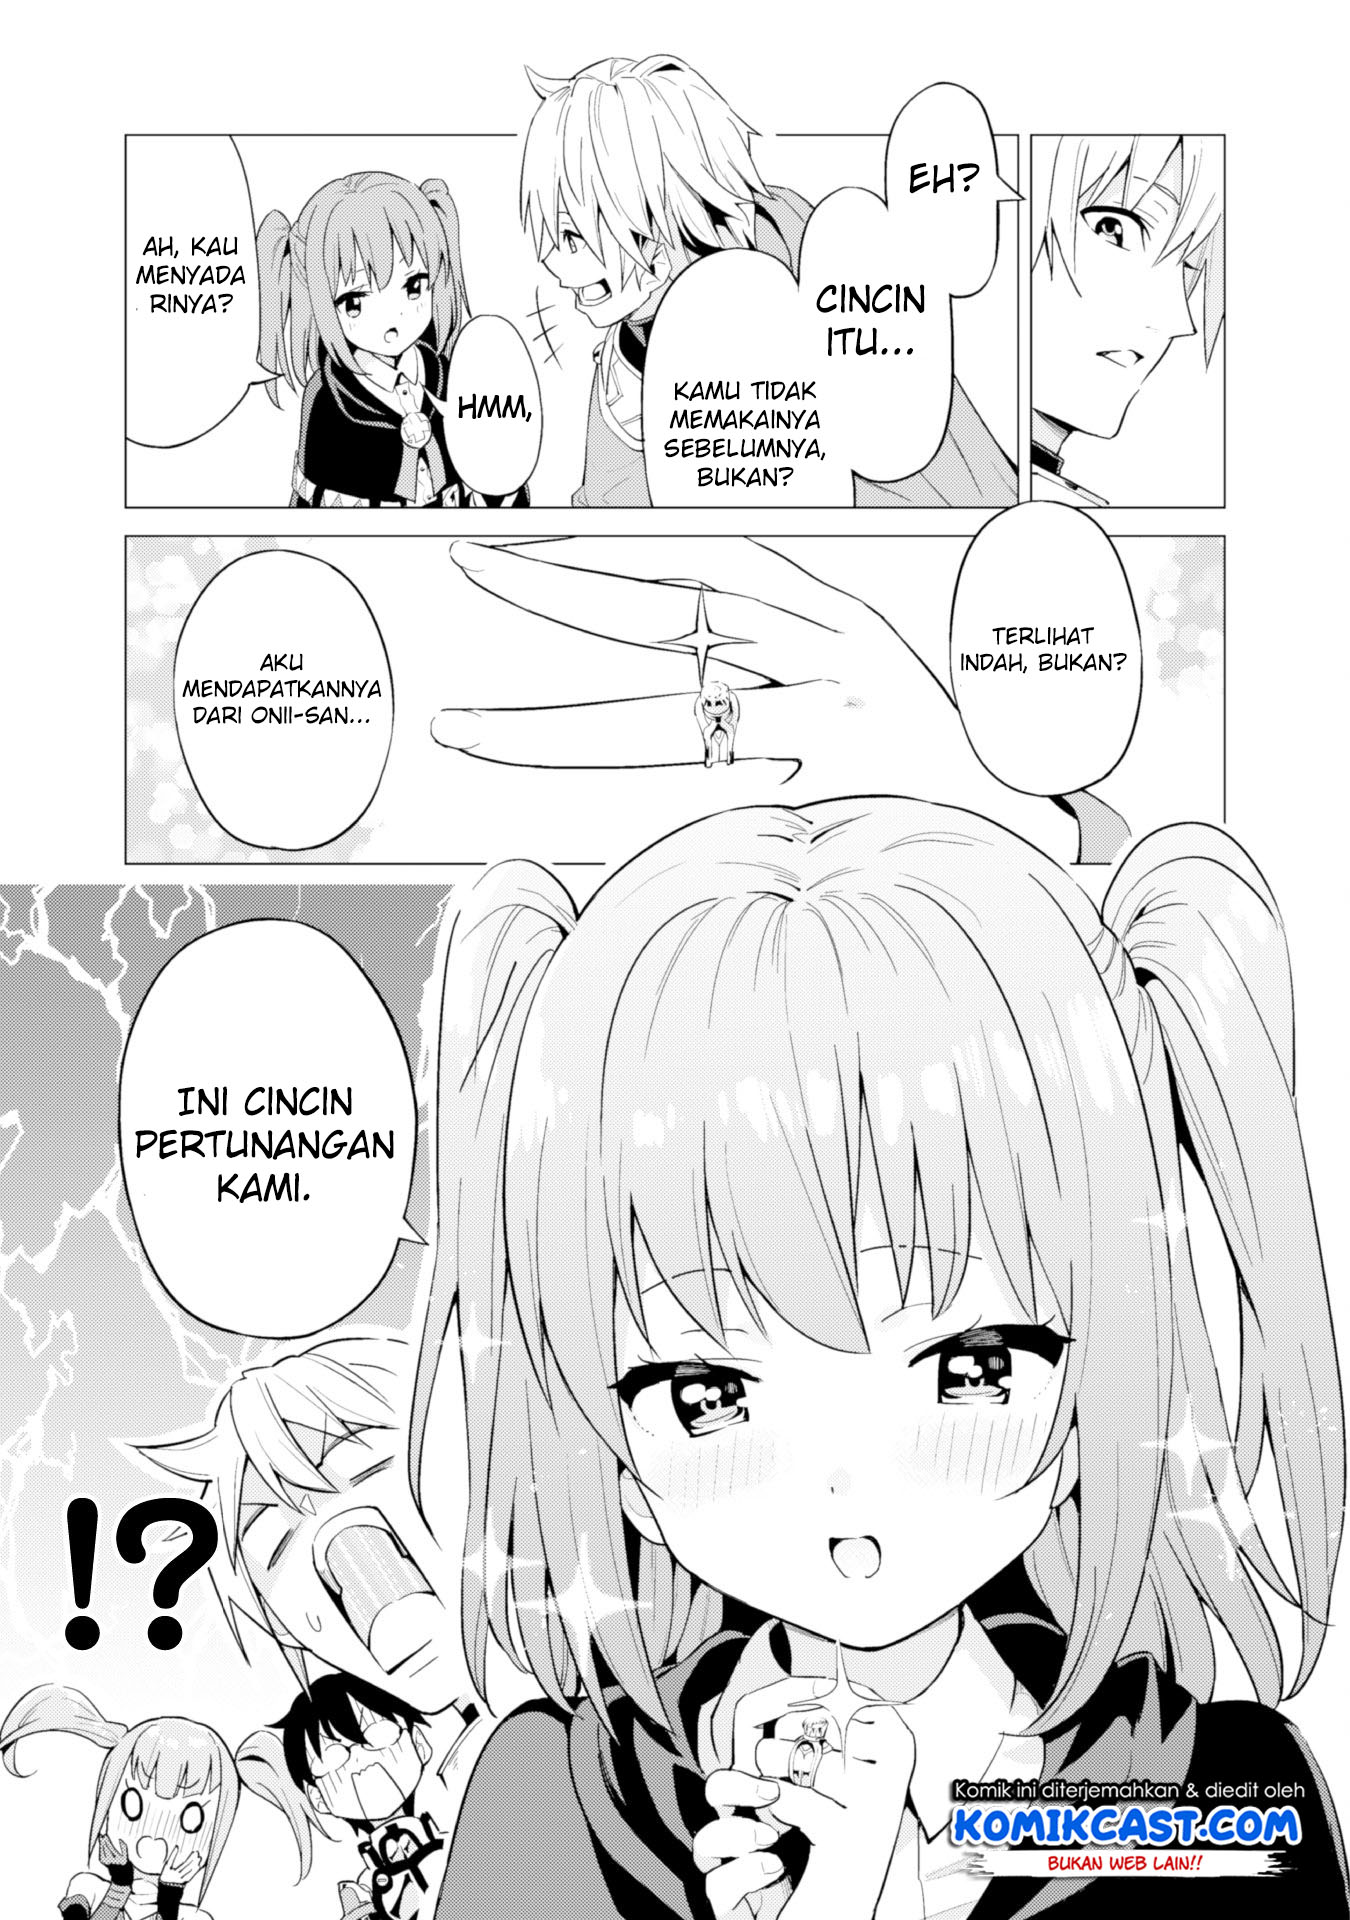 EH?
CINCIN
ITU...
KAMU TIDAK
MEMAKAINYA
SEBELUMNYA,
BUKAN?
HMM,
AH, KAU
MENYADA
RINYA?
TERLIHAT
INDAH, BUKAN?
AKU
MENDAPATKANNYA
DARI ONII-SAN...
INI CINCIN
PERTUNANGAN
KAMI.
!?
Komik ini diterjemahkan & diedit oleh
KOMIKCAST.COM
BUKAN WEB LAIN!!